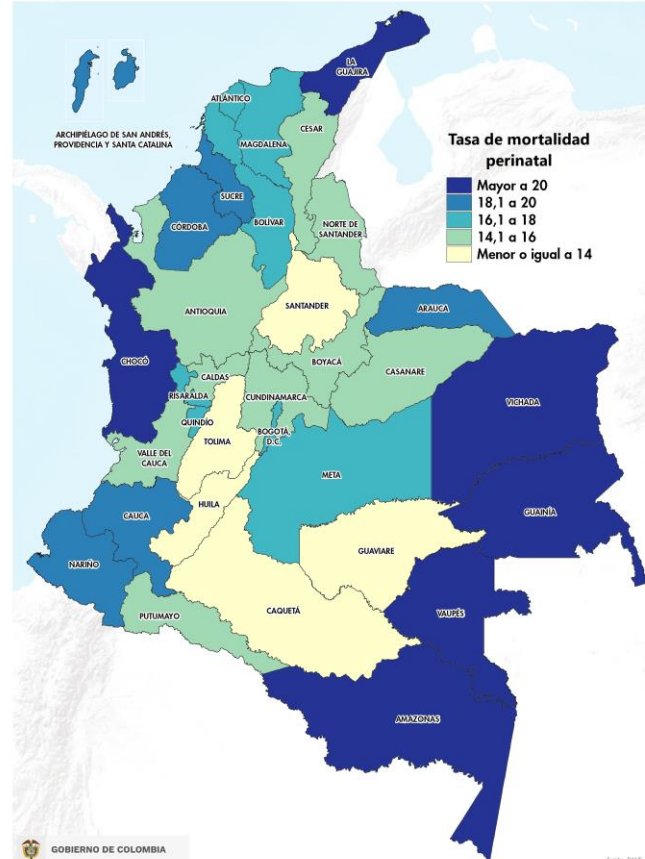 LA
GUAJIRA
ATLÁNTICO
ARCHIPIÉLAGO DE SAN ANDRÉS,
PROVIDENCIA Y SANTA CATALINA
MAGDALENA
CESAR
Tasa de mortalidad
perinatal
Mayor a 20
18,1 a 20
16,1 a 18
14,1 a 16
Menor o igual a 14
SUCRE
CÓRDOBA
BOLÍVAR
NORTE DE
SANTANDER
SANTANDER
ARAUCA
ANTIOQUIA
BOYACÁ
CHOCÓ
CASANARE
CALDAS
RISARALDA
CUNDINAMARCA
VICHADA
QUINDÍO
BOGOTÁ,
D.C.
TOLIMA
VALLE DEL
CAUCA
META
HUILA
CAUCA
GUAINÍA
GUAVIARE
NARIÑO
CAQUETÁ
VAUPÉS
PUTUMAYO
AMAZONAS
GOBIERNO DE COLOMBIA